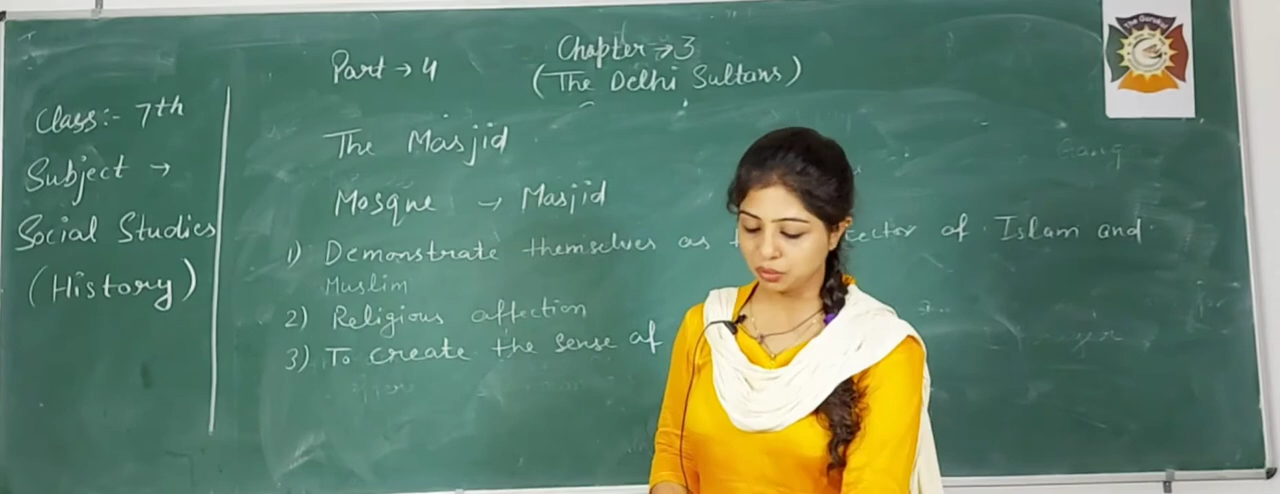 Class:- 7th
Subject →
Social Studies
(History)
Part → 4
Chapter → 3
(The Delhi Sultans)
The Masjid
Mosque → Masjid
1) Demonstrate themselves as of Islam and
Muslim
2) Religious affection
3) To create the sense of
The Gurukul